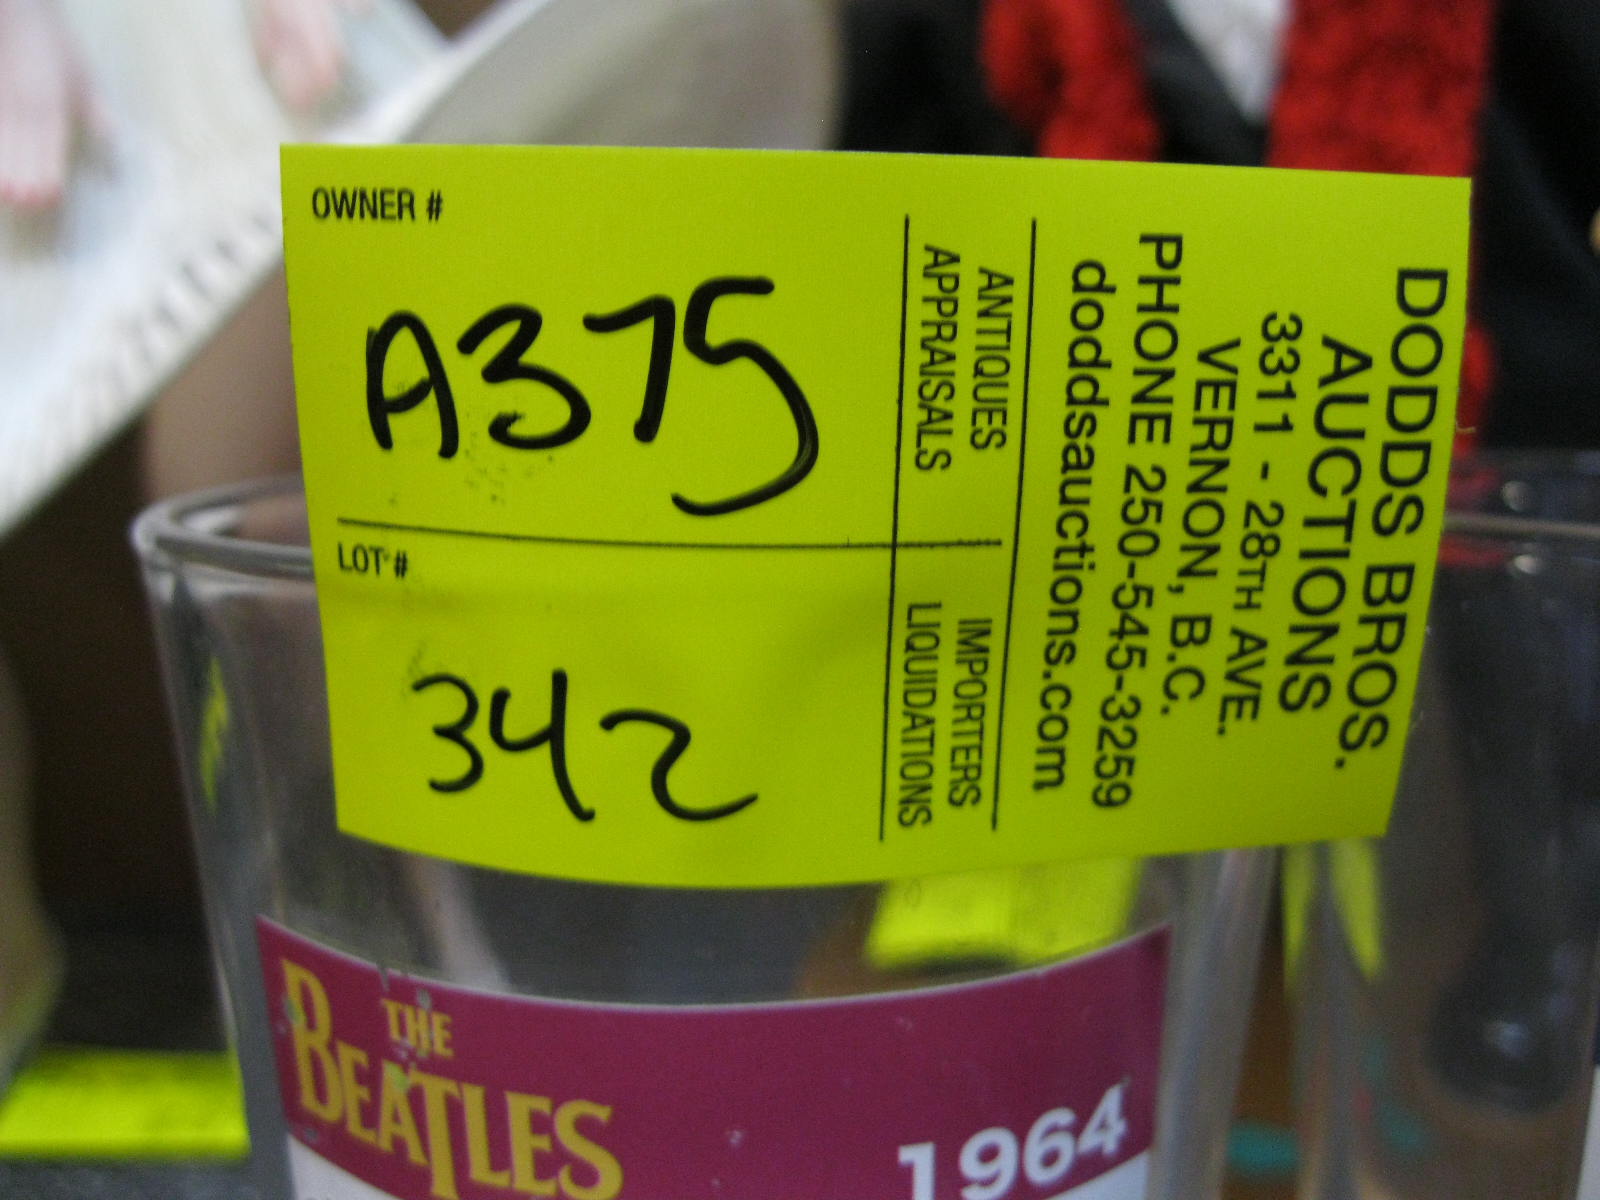 OWNER #
A375
LOT #
342
ANTIQUES
APPRAISALS
IMPORTERS
LIQUIDATIONS
DODDS BROS.
AUCTIONS
3311 - 28TH AVE.
VERNON, B.C.
PHONE 250-545-3259
doddsauctions.com
THE
BEATLES
1964